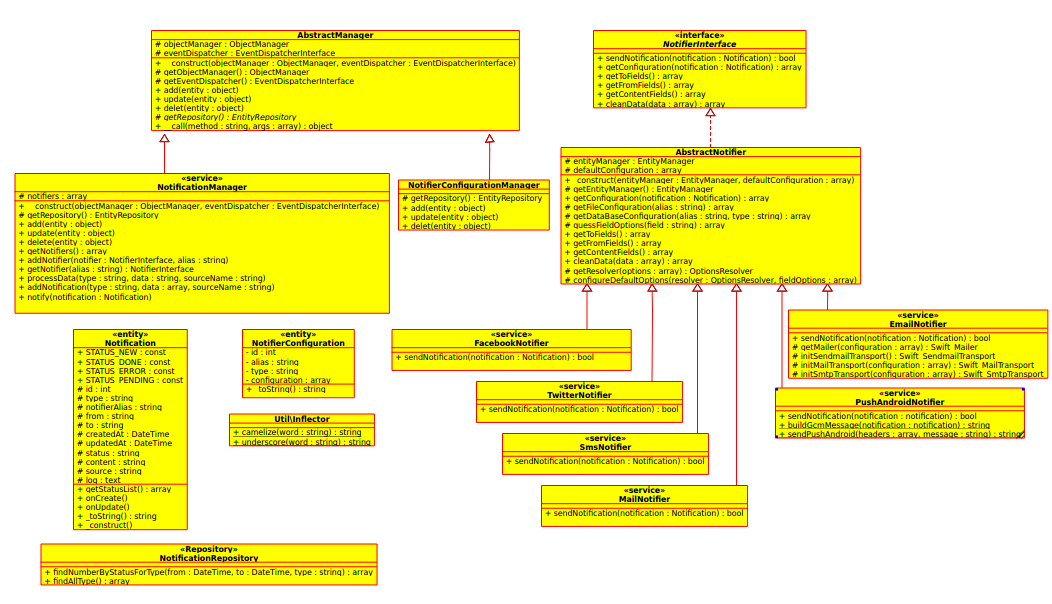 AbstractManager
# objectManager : ObjectManager
# eventDispatcher : EventDispatcherInterface
+ __construct(objectManager : ObjectManager, eventDispatcher : EventDispatcherInterface)
# getObjectManager() : ObjectManager
# getEventDispatcher() : EventDispatcherInterface
+ add(entity : object)
+ update(entity : object)
+ delet(entity : object)
# getRepository() : EntityRepository
+ __call(method : string, args : array) : object
«interface»
NotifierInterface
+ sendNotification(notification : Notification) : bool
+ getConfiguration(notification : Notification) : array
+ getToFields() : array
+ getFromFields() : array
+ getContentFields() : array
+ cleanData(data : array) : array
AbstractNotifier
# entityManager : EntityManager
# defaultConfiguration : array
+ __construct(entityManager : EntityManager, defaultConfiguration : array)
# getEntityManager() : EntityManager
+ getConfiguration(notification : Notification) : array
# getFileConfiguration(alias : string) : array
# getDataBaseConfiguration(alias : string, type : string) : array
# guessFieldOptions(field : string) : array
+ getToFields() : array
+ getFromFields() : array
+ getContentFields() : array
+ cleanData(data : array) : array
# getResolver(options : array) : OptionsResolver
# configureDefaultOptions(resolver : OptionsResolver, fieldOptions : array)
«service»
NotificationManager
# notifiers : array
+ __construct(objectManager : ObjectManager, eventDispatcher : EventDispatcherInterface)
# getRepository() : EntityRepository
+ add(entity : object)
+ update(entity : object)
+ delete(entity : object)
+ getNotifiers() : array
+ addNotifier(notifier : NotifierInterface, alias : string)
+ getNotifier(alias : string) : NotifierInterface
+ processData(type : string, data : string, sourceName : string)
+ addNotification(type : string, data : array, sourceName : string)
+ notify(notification : Notification)
NotifierConfigurationManager
# getRepository() : EntityRepository
+ add(entity : object)
+ update(entity : object)
+ delet(entity : object)
«entity»
Notification
+ STATUS_NEW : const
+ STATUS_DONE : const
+ STATUS_ERROR : const
+ STATUS_PENDING : const
# id : int
# type : string
# notifierAlias : string
# from : string
# to : string
# createdAt : DateTime
# updatedAt : DateTime
# status : string
# content : string
# source : string
# log : text
+ getStatusList() : array
+ onCreate()
+ onUpdate()
+ _toString() : string
+ _construct()
«entity»
NotifierConfiguration
- id : int
- alias : string
- type : string
- configuration : array
+ _toString() : string
Util\Inflector
+ camelize(word : string) : string
+ underscore(word : string) : string
«service»
FacebookNotifier
+ sendNotification(notification : Notification) : bool
«service»
TwitterNotifier
+ sendNotification(notification : Notification) : bool
«service»
SmsNotifier
+ sendNotification(notification : Notification) : bool
«service»
MailNotifier
+ sendNotification(notification : Notification) : bool
«service»
EmailNotifier
+ sendNotification(notification : notification) : bool
# getMailer(configuration : array) : Swift_Mailer
# initSendmailTransport() : Swift_SendmailTransport
# initMailTransport(configuration : array) : Swift_MailTransport
# initSmtpTransport(configuration : array) : Swift_SmtpTransport
«service»
PushAndroidNotifier
+ sendNotification(notification : notification) : bool
+ buildGcmMessage(notification : notification) : string
+ sendPushAndroid(headers : array, message : string) : string
«Repository»
NotificationRepository
+ findNumberByStatusForType(from : DateTime, to : DateTime, type : string) : array
+ findAllType() : array